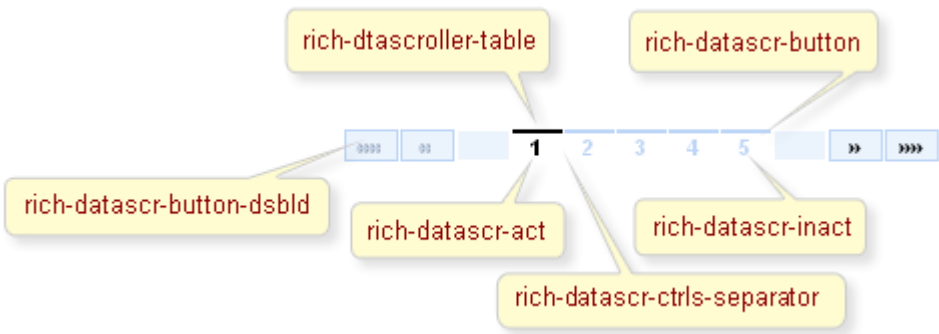 rich-dtascroller-table
rich-datascr-button
«««« «« 1 2 3 4 5 »» »»»»
rich-datascr-button-dsbld
rich-datascr-act
rich-datascr-inact
rich-datascr-ctrls-separator